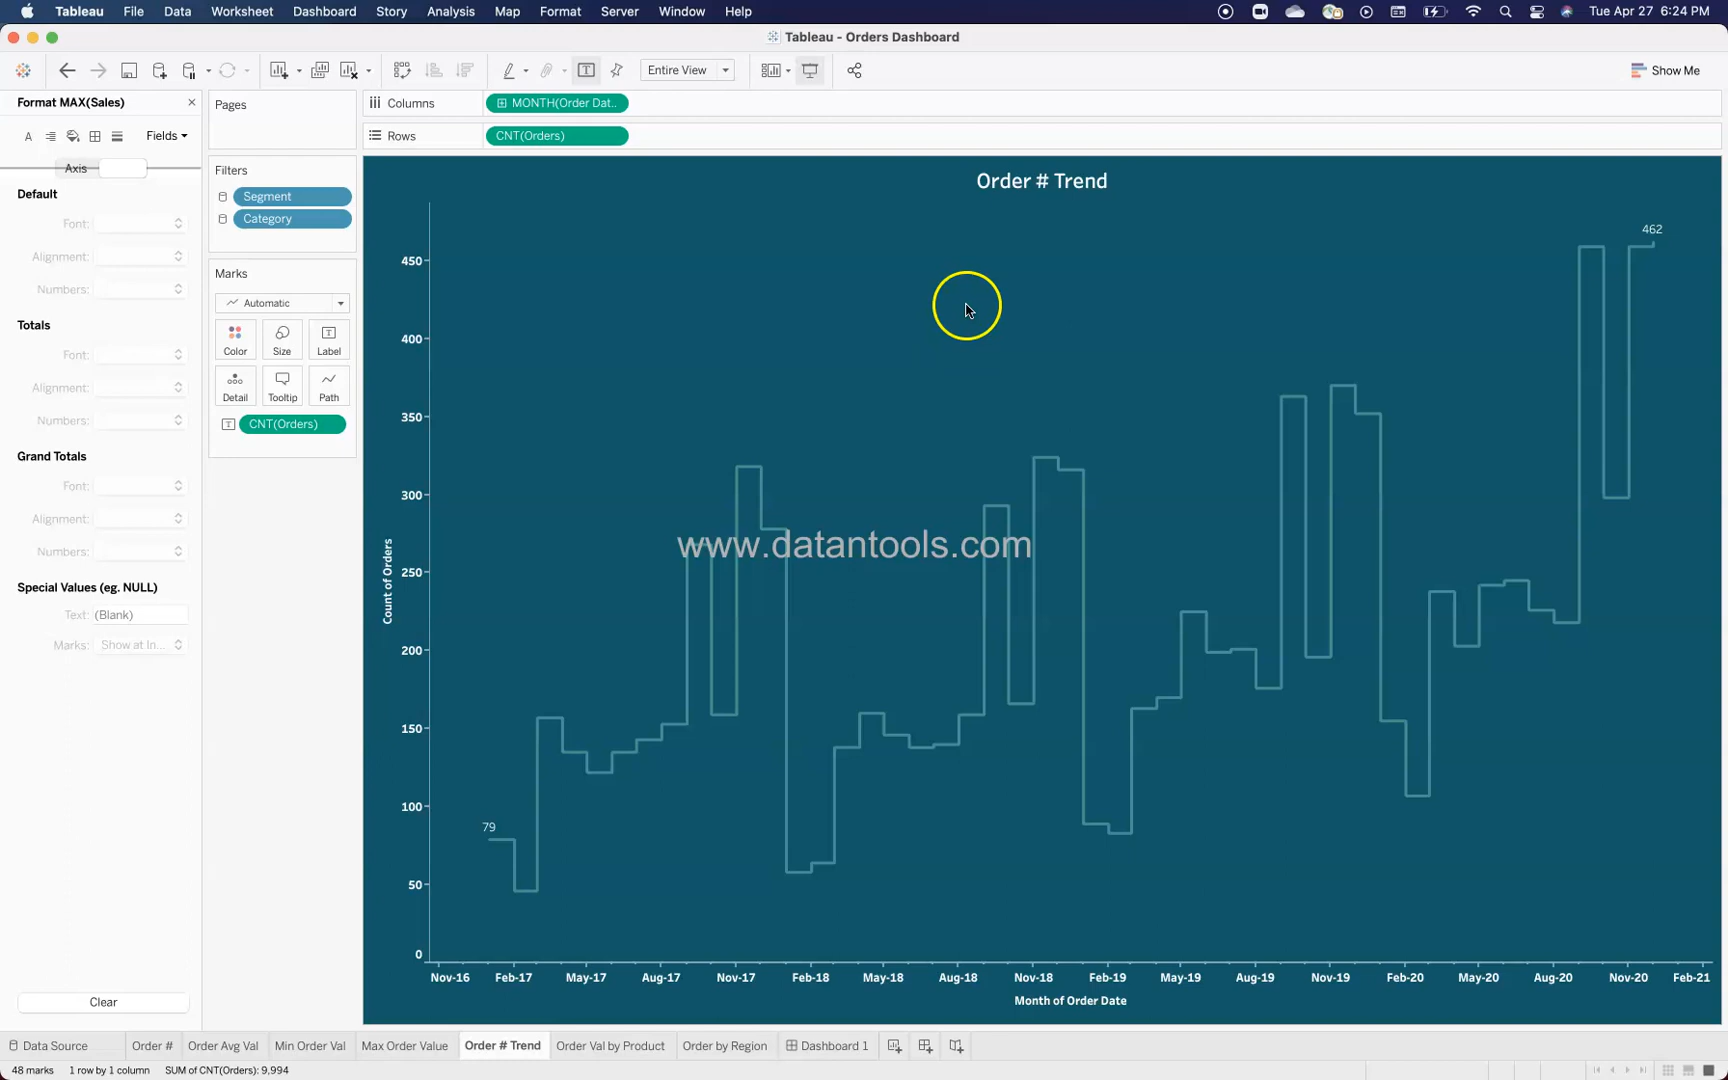 Tableau File Data Worksheet Dashboard Story Analysis Map Format Server Window Help Tue Apr 27 6:24 PM
Tableau - Orders Dashboard
Entire View Show Me
Format MAX(Sales)
Fields
Axis
Default
Font:
Alignment:
Numbers:
Totals
Font:
Alignment:
Numbers:
Grand Totals
Font:
Alignment:
Numbers:
Special Values (eg. NULL)
Text: (Blank)
Marks: Show at In...
Clear
Pages
Filters
Segment
Category
Marks
Automatic
Color Size Label
Detail Tooltip Path
CNT(Orders)
Columns MONTH(Order Dat..
Rows CNT(Orders)
Order # Trend
462
450
400
350
300
250
200
150
100
50
0
79
Count of Orders
www.datantools.com
Nov-16 Feb-17 May-17 Aug-17 Nov-17 Feb-18 May-18 Aug-18 Nov-18 Feb-19 May-19 Aug-19 Nov-19 Feb-20 May-20 Aug-20 Nov-20 Feb-21
Month of Order Date
Data Source Order # Order Avg Val Min Order Val Max Order Value Order # Trend Order Val by Product Order by Region Dashboard 1
48 marks 1 row by 1 column SUM of CNT(Orders): 9,994